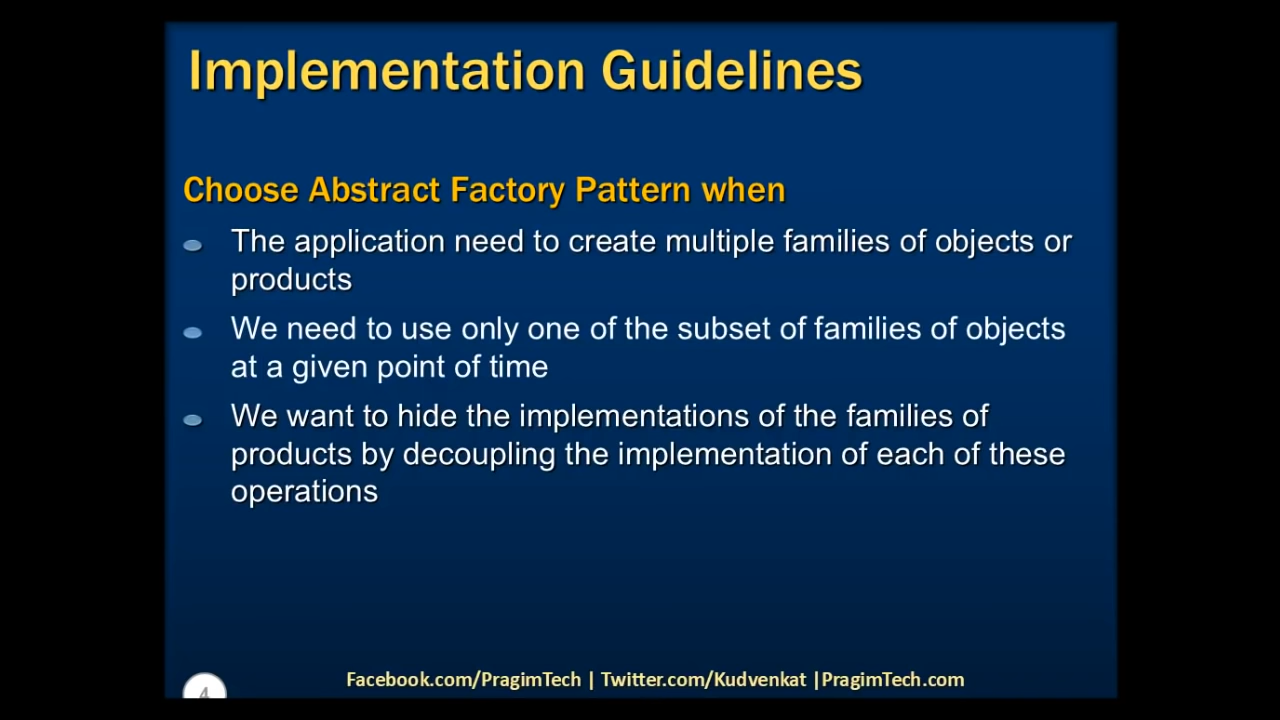 Implementation Guidelines
Choose Abstract Factory Pattern when
The application need to create multiple families of objects or
products
We need to use only one of the subset of families of objects
at a given point of time
We want to hide the implementations of the families of
products by decoupling the implementation of each of these
operations
4
Facebook.com/PragimTech | Twitter.com/Kudvenkat |PragimTech.com